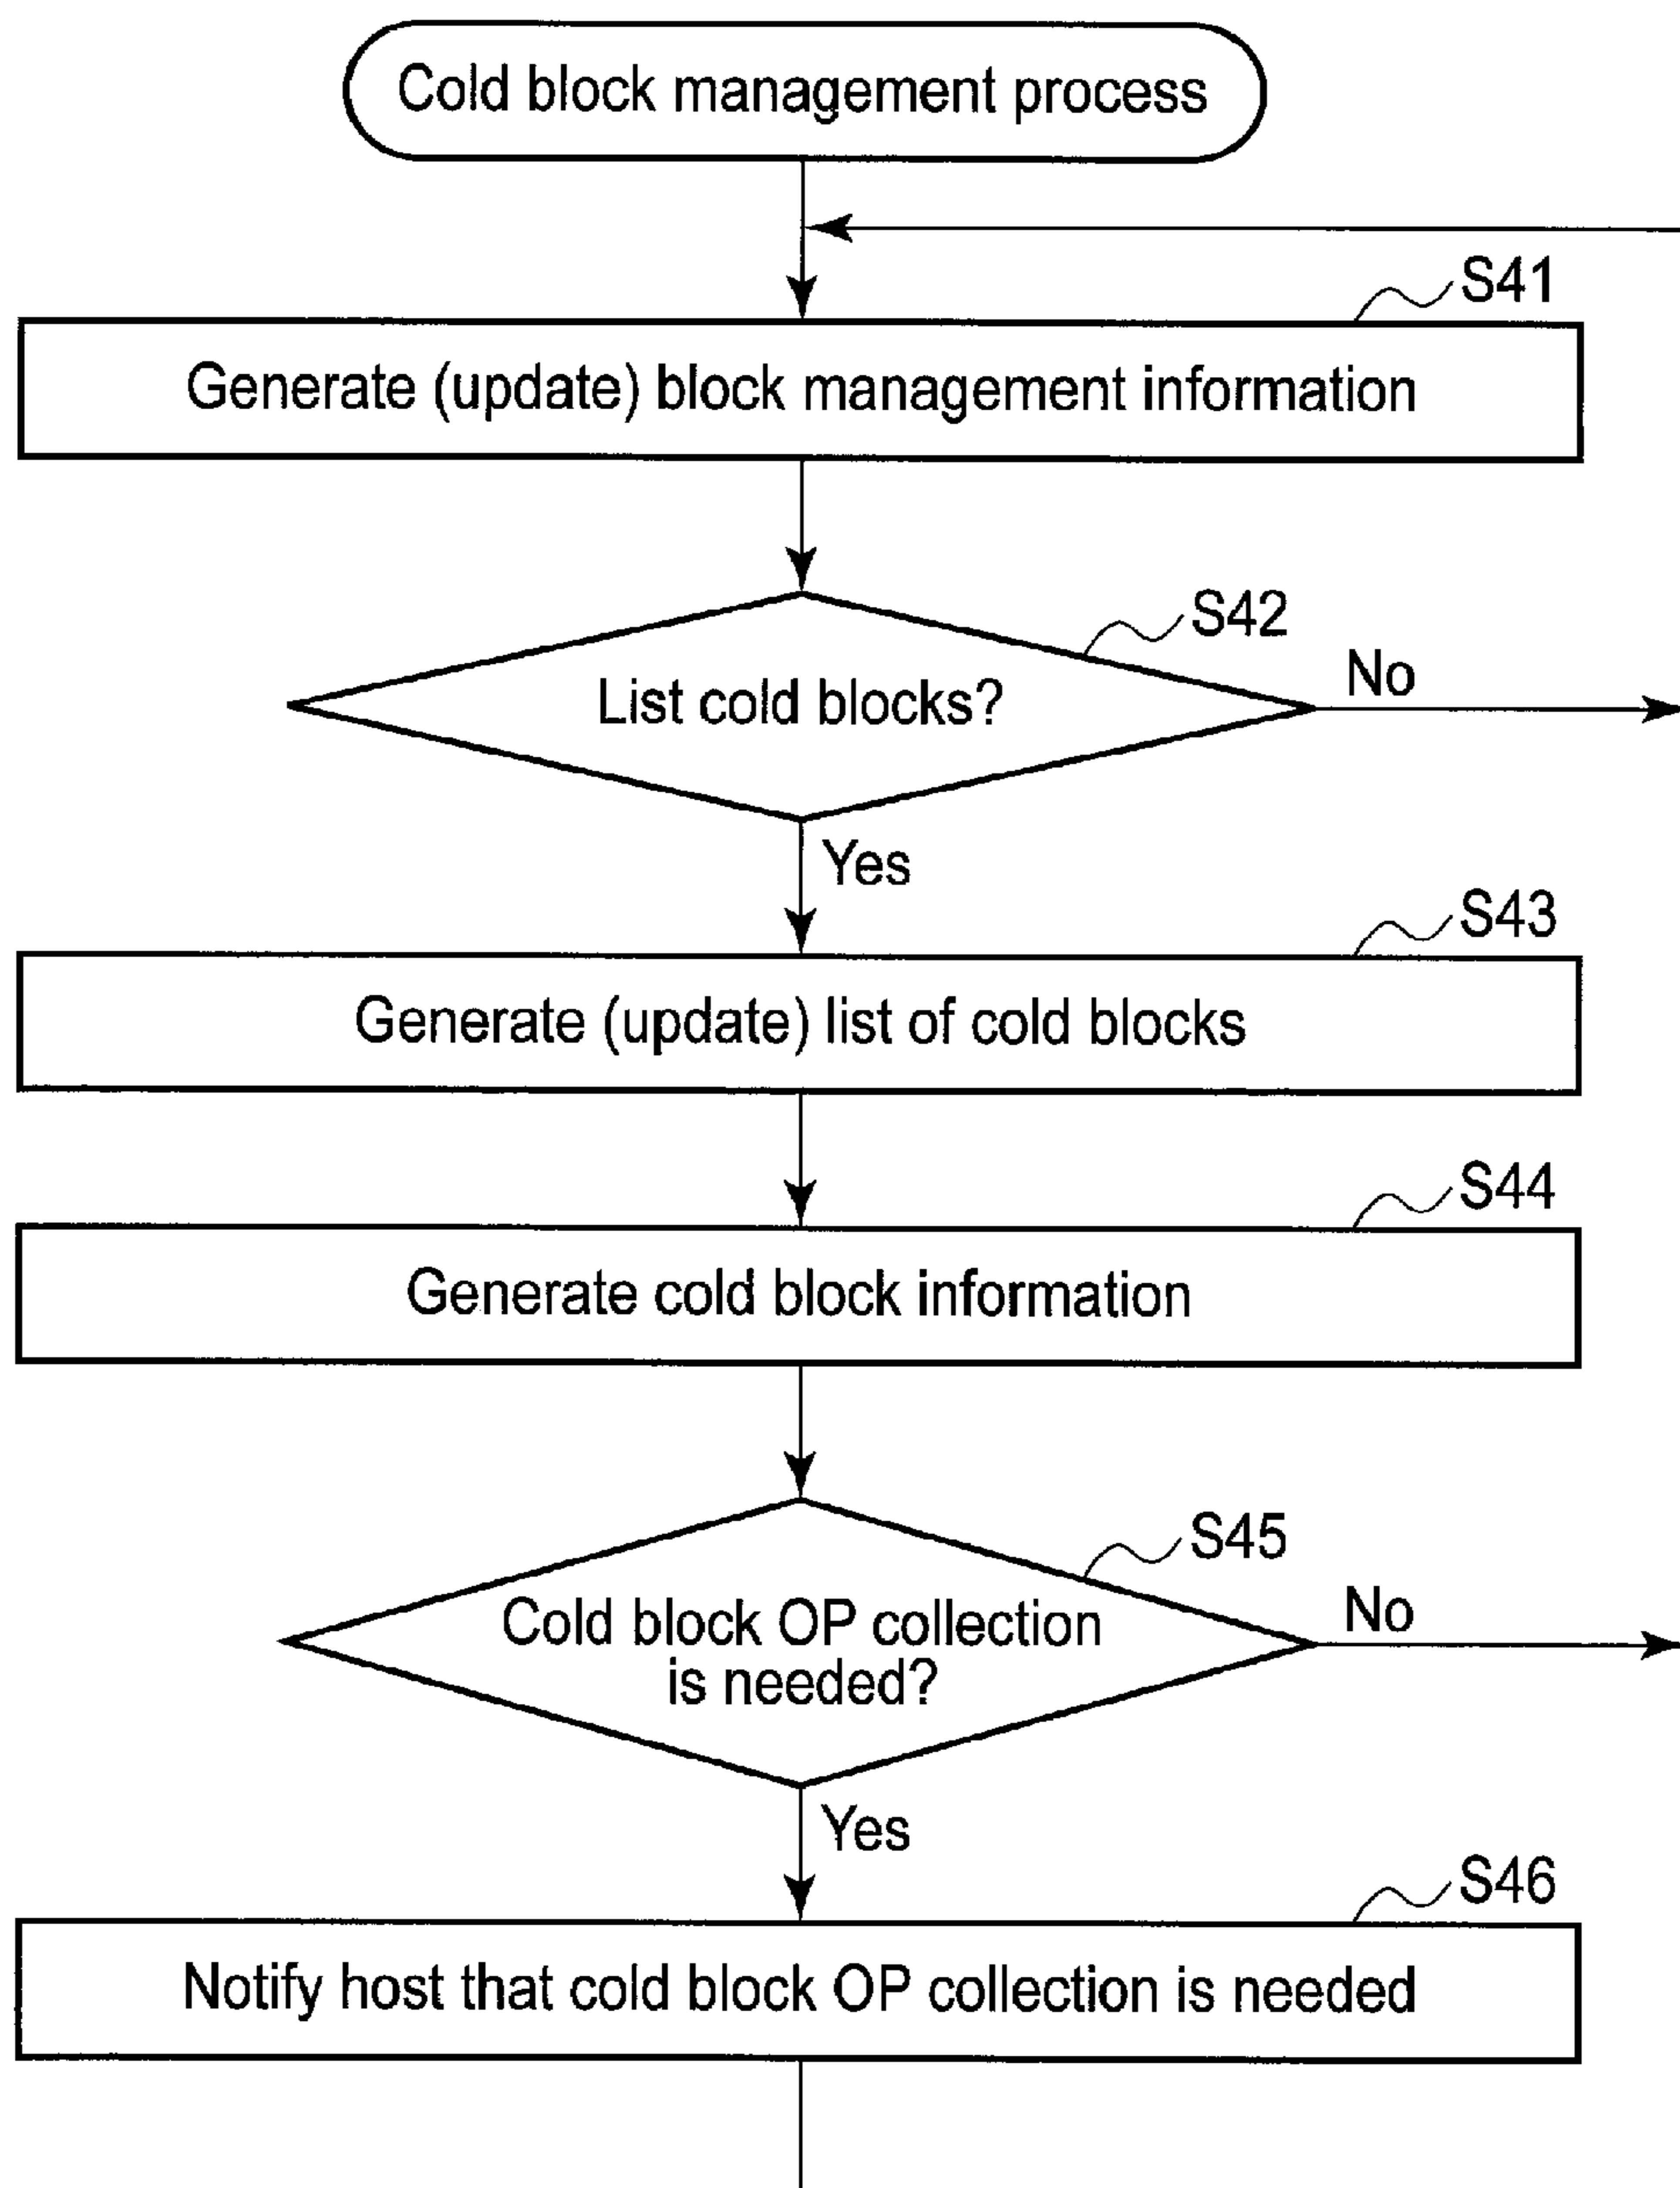 Cold block management process
S41
Generate (update) block management information
S42
List cold blocks?
No
Yes
S43
Generate (update) list of cold blocks
S44
Generate cold block information
S45
Cold block OP collection
is needed?
No
Yes
S46
Notify host that cold block OP collection is needed